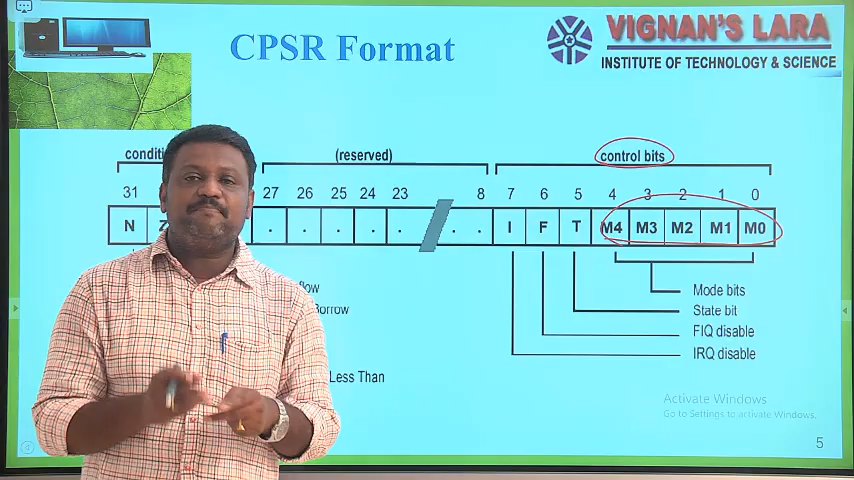 CPSR Format
VIGNAN'S LARA
INSTITUTE OF TECHNOLOGY & SCIENCE
(reserved)
control bits
31 27 26 25 24 23 8 7 6 5 4 3 2 1 0
N Z . . . . . . . I F T M4 M3 M2 M1 M0
Mode bits
State bit
FIQ disable
IRQ disable
Borrow
Less Than
Activate Windows
Go to Settings to activate Windows.
5